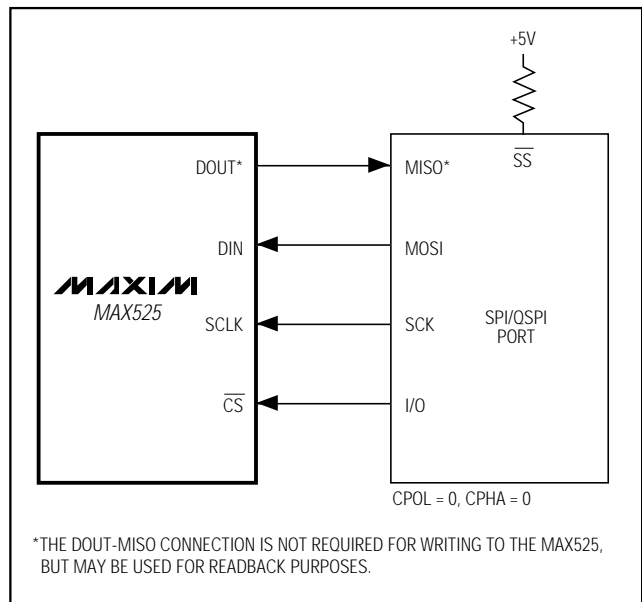 +5V
SS
DOUT* MISO*
DIN MOSI
MAXIM
MAX525
SCLK SCK SPI/QSPI
PORT
CS I/O
CPOL = 0, CPHA = 0
*THE DOUT-MISO CONNECTION IS NOT REQUIRED FOR WRITING TO THE MAX525,
BUT MAY BE USED FOR READBACK PURPOSES.